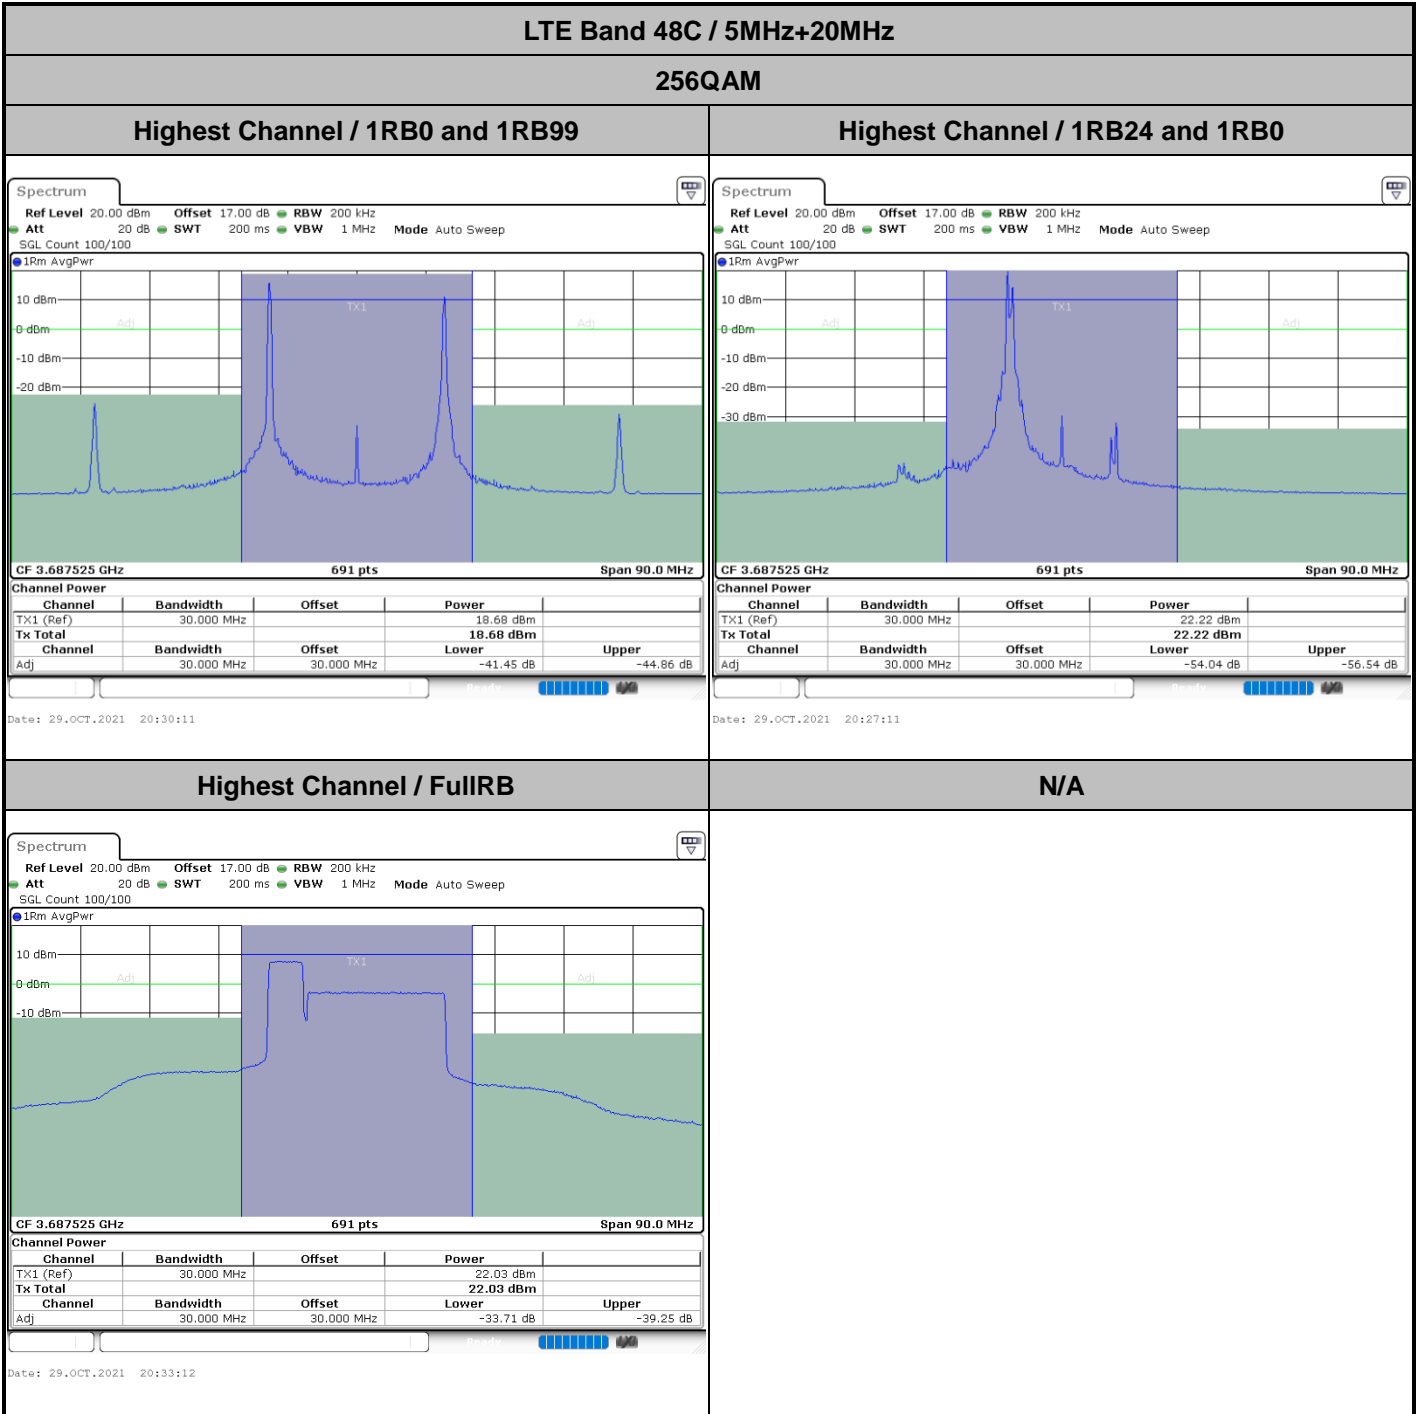 LTE Band 48C / 5MHz+20MHz
256QAM
Highest Channel / 1RB0 and 1RB99
Highest Channel / 1RB24 and 1RB0
Spectrum
Ref Level 20.00 dBm Offset 17.00 dB RBW 200 kHz
Att 20 dB SWT 200 ms VBW 1 MHz Mode Auto Sweep
SGL Count 100/100
1Rm AvgPwr
10 dBm
TX1
Adj
Adj
0 dBm
-10 dBm
-20 dBm
CF 3.687525 GHz 691 pts Span 90.0 MHz
Channel Power
Channel Bandwidth Offset Power
TX1 (Ref) 30.000 MHz 18.68 dBm
Tx Total 18.68 dBm
Channel Bandwidth Offset Lower Upper
Adj 30.000 MHz 30.000 MHz -41.45 dB -44.86 dB
Ready
Date: 29.OCT.2021 20:30:11
Spectrum
Ref Level 20.00 dBm Offset 17.00 dB RBW 200 kHz
Att 20 dB SWT 200 ms VBW 1 MHz Mode Auto Sweep
SGL Count 100/100
1Rm AvgPwr
10 dBm
TX1
Adj
Adj
0 dBm
-10 dBm
-20 dBm
-30 dBm
CF 3.687525 GHz 691 pts Span 90.0 MHz
Channel Power
Channel Bandwidth Offset Power
TX1 (Ref) 30.000 MHz 22.22 dBm
Tx Total 22.22 dBm
Channel Bandwidth Offset Lower Upper
Adj 30.000 MHz 30.000 MHz -54.04 dB -56.54 dB
Ready
Date: 29.OCT.2021 20:27:11
Highest Channel / FullRB
N/A
Spectrum
Ref Level 20.00 dBm Offset 17.00 dB RBW 200 kHz
Att 20 dB SWT 200 ms VBW 1 MHz Mode Auto Sweep
SGL Count 100/100
1Rm AvgPwr
10 dBm
TX1
Adj
Adj
0 dBm
-10 dBm
CF 3.687525 GHz 691 pts Span 90.0 MHz
Channel Power
Channel Bandwidth Offset Power
TX1 (Ref) 30.000 MHz 22.03 dBm
Tx Total 22.03 dBm
Channel Bandwidth Offset Lower Upper
Adj 30.000 MHz 30.000 MHz -33.71 dB -39.25 dB
Ready
Date: 29.OCT.2021 20:33:12